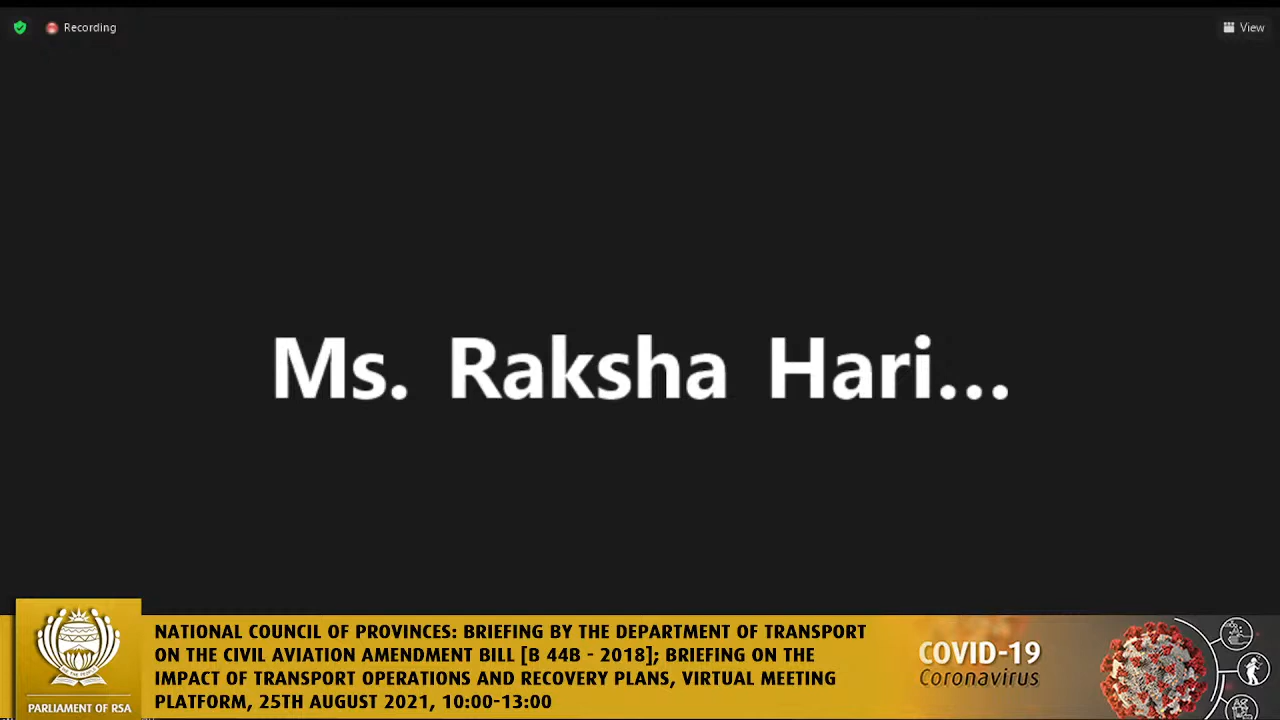 Recording
View
Ms. Raksha Hari...
NATIONAL COUNCIL OF PROVINCES: BRIEFING BY THE DEPARTMENT OF TRANSPORT
ON THE CIVIL AVIATION AMENDMENT BILL [B 44B - 2018]; BRIEFING ON THE
IMPACT OF TRANSPORT OPERATIONS AND RECOVERY PLANS, VIRTUAL MEETING
PLATFORM, 25TH AUGUST 2021, 10:00-13:00
COVID-19
Coronavirus
PARLIAMENT OF RSA